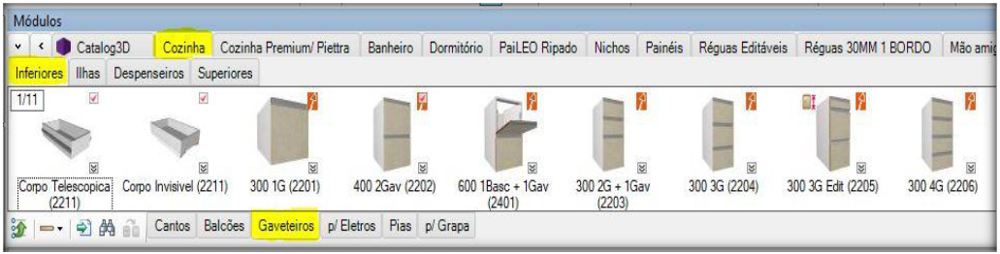 Módulos
Catalog3D Cozinha Cozinha Premium/ Piettra Banheiro Dormitório PaiLEO Ripado Nichos Painéis Réguas Editáveis Réguas 30MM 1 BORDO Mão amig
Inferiores Ilhas Despenseiros Superiores
1/11
Corpo Telescopica (2211)
Corpo Invisivel (2211)
300 1G (2201)
400 2Gav (2202)
600 1Basc + 1Gav (2401)
300 2G + 1Gav (2203)
300 3G (2204)
300 3G Edit (2205)
300 4G (2206)
Cantos Balcões Gaveteiros p/ Eletros Pias p/ Grapa